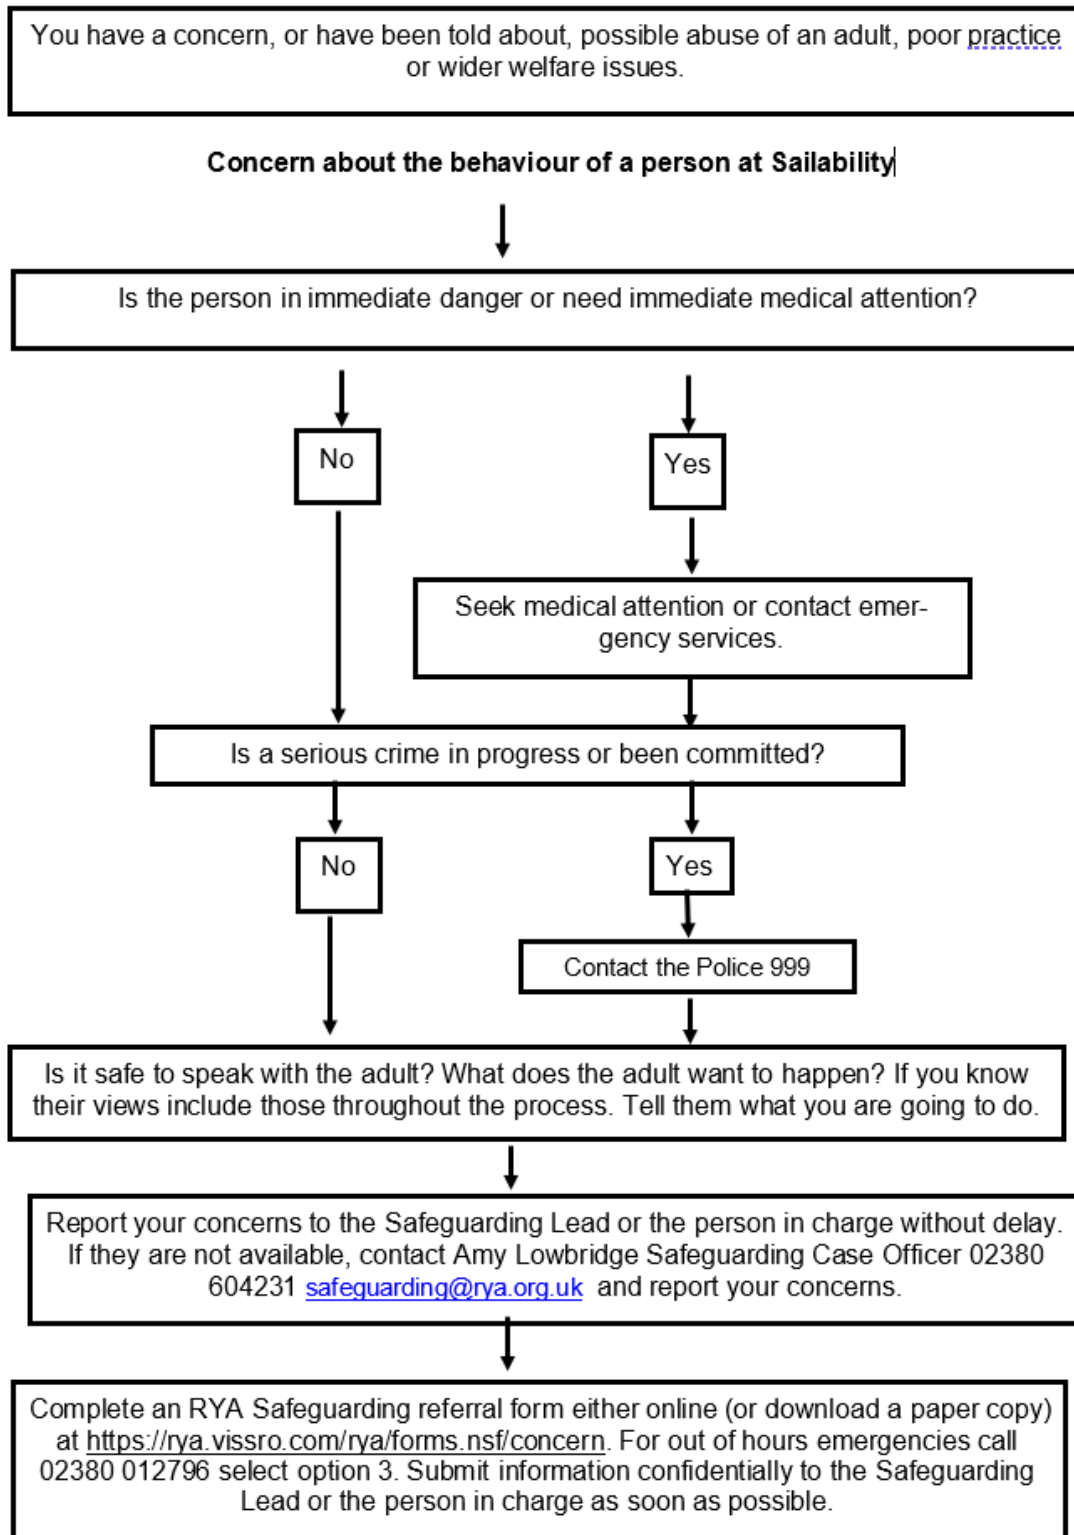 You have a concern, or have been told about, possible abuse of an adult, poor practice
or wider welfare issues.
Concern about the behaviour of a person at Sailability
Is the person in immediate danger or need immediate medical attention?
No
Yes
Seek medical attention or contact emer-
gency services.
Is a serious crime in progress or been committed?
No
Yes
Contact the Police 999
Is it safe to speak with the adult? What does the adult want to happen? If you know
their views include those throughout the process. Tell them what you are going to do.
Report your concerns to the Safeguarding Lead or the person in charge without delay.
If they are not available, contact Amy Lowbridge Safeguarding Case Officer 02380
604231 safeguarding@rya.org.uk and report your concerns.
Complete an RYA Safeguarding referral form either online (or download a paper copy)
at https://rya.vissro.com/rya/forms.nsf/concern. For out of hours emergencies call
02380 012796 select option 3. Submit information confidentially to the Safeguarding
Lead or the person in charge as soon as possible.